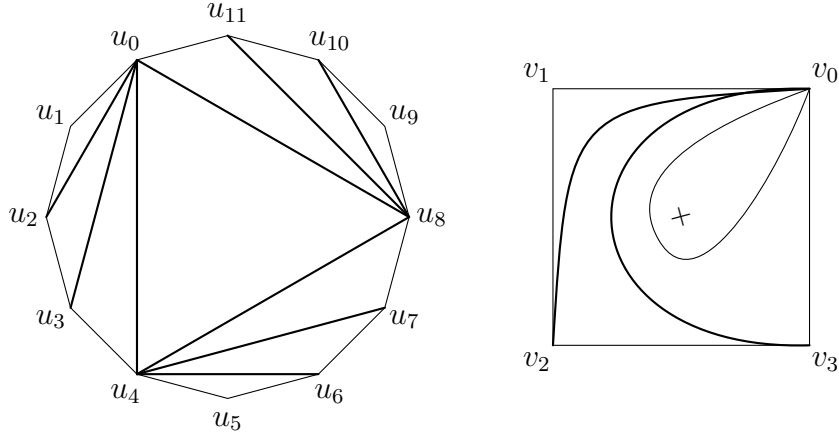 u₁₁
u₀ u₁₀
v₁ v₀
u₁ u₉
u₂ u₈
u₃ u₇
v₂ v₃
u₄ u₆
u₅